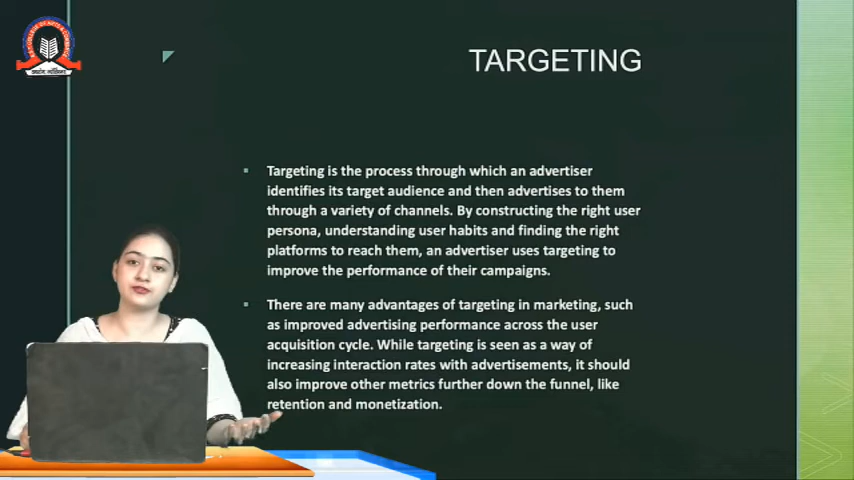 TARGETING
Targeting is the process through which an advertiser
identifies its target audience and then advertises to them
through a variety of channels. By constructing the right user
persona, understanding user habits and finding the right
platforms to reach them, an advertiser uses targeting to
improve the performance of their campaigns.
There are many advantages of targeting in marketing, such
as improved advertising performance across the user
acquisition cycle. While targeting is seen as a way of
increasing interaction rates with advertisements, it should
also improve other metrics further down the funnel, like
retention and monetization.